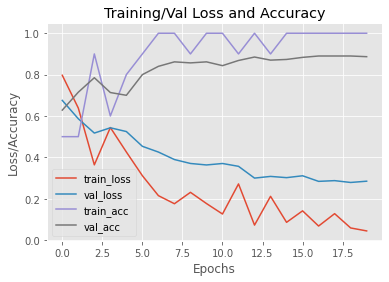 Training/Val Loss and Accuracy
1.0
0.8
0.6
0.4
0.2
0.0
Loss/Accuracy
train_loss
val_loss
train_acc
val_acc
0.0 2.5 5.0 7.5 10.0 12.5 15.0 17.5
Epochs